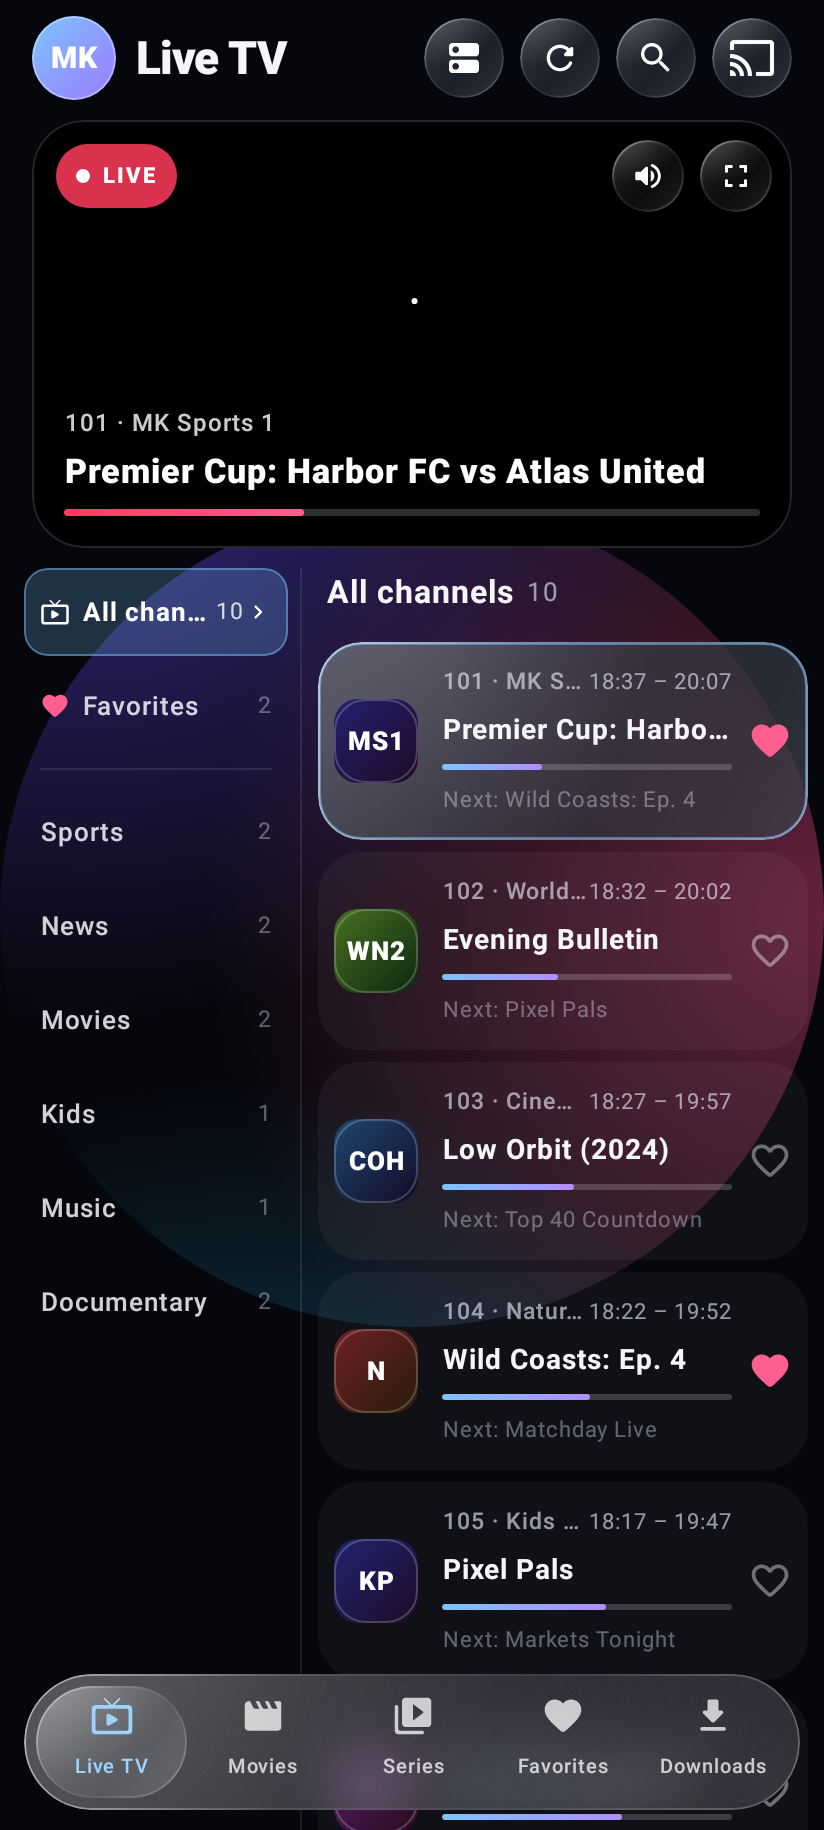 MK Live TV
LIVE
101 · MK Sports 1
Premier Cup: Harbor FC vs Atlas United
All chan... 10
Favorites 2
Sports 2
News 2
Movies 2
Kids 1
Music 1
Documentary 2
All channels 10
MS1
101 · MK S... 18:37 – 20:07
Premier Cup: Harbo...
Next: Wild Coasts: Ep. 4
WN2
102 · World... 18:32 – 20:02
Evening Bulletin
Next: Pixel Pals
COH
103 · Cine... 18:27 – 19:57
Low Orbit (2024)
Next: Top 40 Countdown
N
104 · Natur... 18:22 – 19:52
Wild Coasts: Ep. 4
Next: Matchday Live
KP
105 · Kids ... 18:17 – 19:47
Pixel Pals
Next: Markets Tonight
Live TV
Movies
Series
Favorites
Downloads